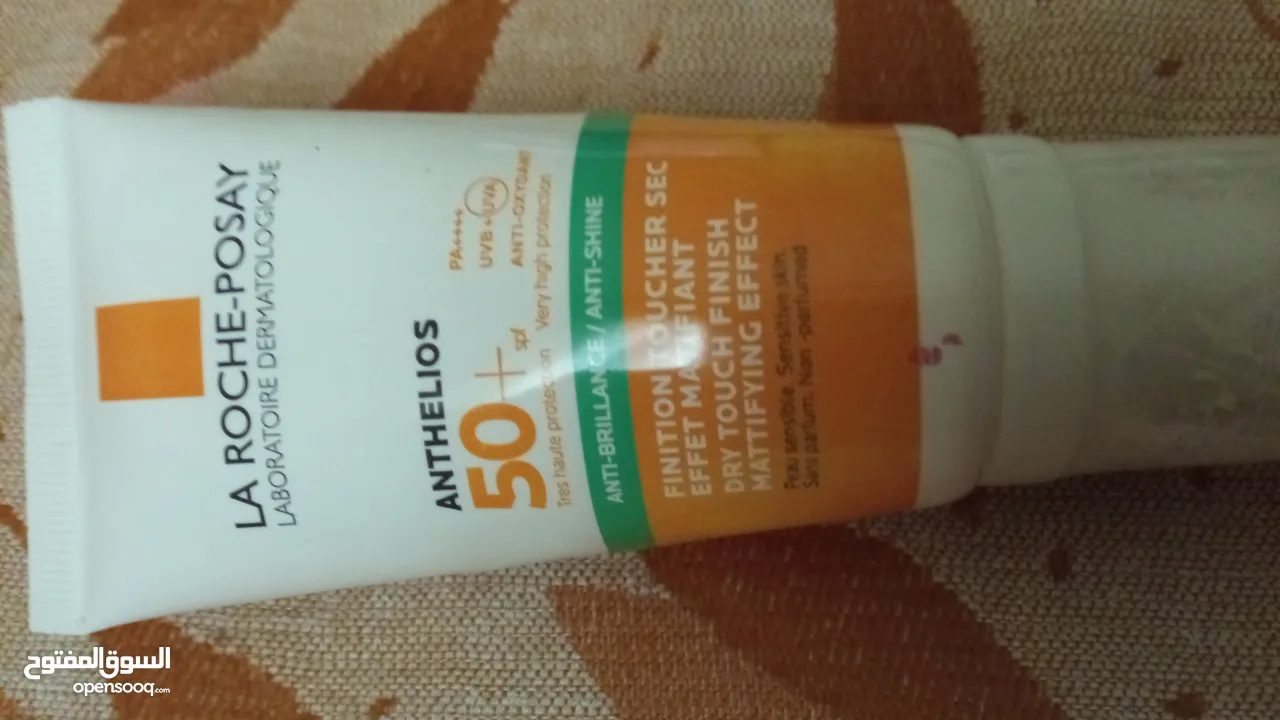 LA ROCHE-POSAY
LABORATOIRE DERMATOLOGIQUE
ANTHELIOS
50+ spf
PA++++
UVB + UVA
ANTI-OXYDANT
Tres haute protection Very high protection
ANTI-BRILLANCE / ANTI-SHINE
FINITION TOUCHER SEC
EFFET MATIFIANT
DRY TOUCH FINISH
MATTIFYING EFFECT
Peau sensible. Sensitive skin.
Sans parfum. Non -perfumed
السوق المفتوح
opensooq.com